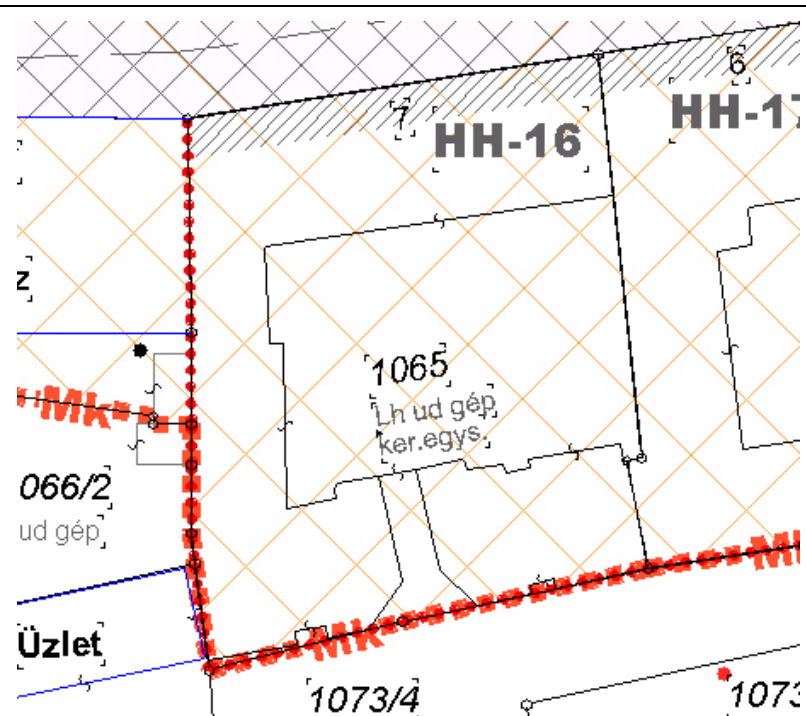 6
7
HH-16
HH-17
z
1065
Lh ud gép
ker.egys.
Mk
066/2
ud gép
Üzlet
Mk
M
1073/4
1073